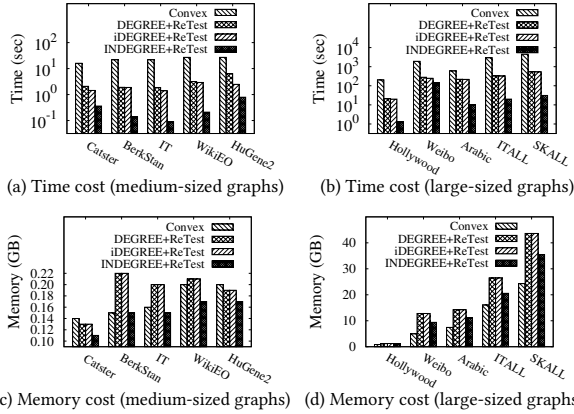 Convex
DEGREE+ReTest
iDEGREE+ReTest
INDEGREE+ReTest
Time (sec)
10^2
10^1
10^0
10^-1
Catster
BerkStan
IT
WikiEO
HuGene2
(a) Time cost (medium-sized graphs)
Convex
DEGREE+ReTest
iDEGREE+ReTest
INDEGREE+ReTest
Time (sec)
10^4
10^3
10^2
10^1
10^0
Hollywood
Weibo
Arabic
ITALL
SKALL
(b) Time cost (large-sized graphs)
Convex
DEGREE+ReTest
iDEGREE+ReTest
INDEGREE+ReTest
Memory (GB)
0.22
0.20
0.18
0.16
0.14
0.12
0.10
Catster
BerkStan
IT
WikiEO
HuGene2
c) Memory cost (medium-sized graphs)
Convex
DEGREE+ReTest
iDEGREE+ReTest
INDEGREE+ReTest
Memory (GB)
40
30
20
10
0
Hollywood
Weibo
Arabic
ITALL
SKALL
(d) Memory cost (large-sized graphs